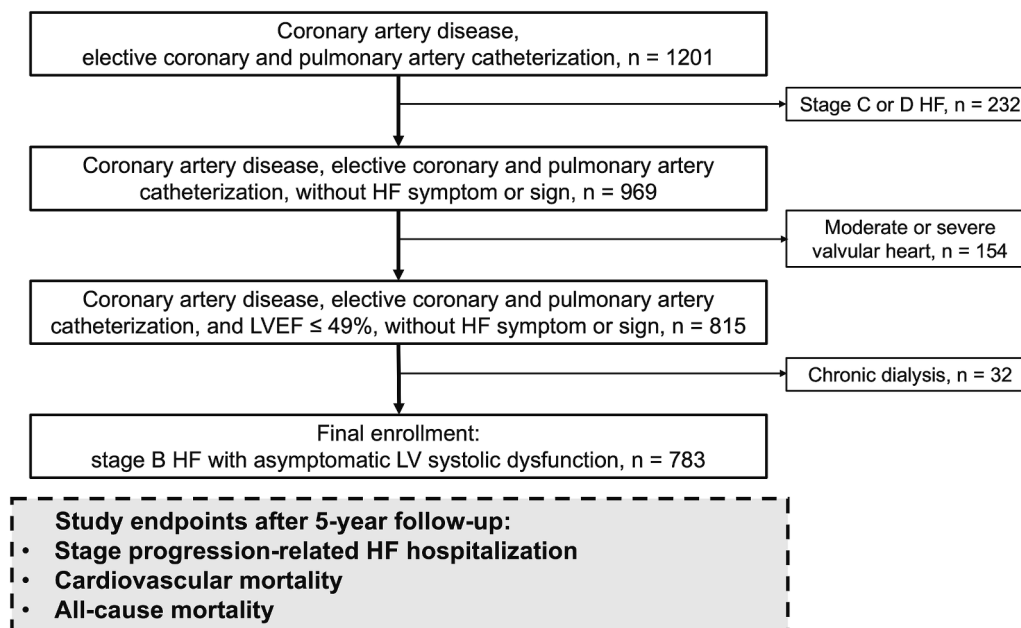 Coronary artery disease,
elective coronary and pulmonary artery catheterization, n = 1201
Stage C or D HF, n = 232
Coronary artery disease, elective coronary and pulmonary artery
catheterization, without HF symptom or sign, n = 969
Moderate or severe
valvular heart, n = 154
Coronary artery disease, elective coronary and pulmonary artery
catheterization, and LVEF ≤ 49%, without HF symptom or sign, n = 815
Chronic dialysis, n = 32
Final enrollment:
stage B HF with asymptomatic LV systolic dysfunction, n = 783
Study endpoints after 5-year follow-up:
• Stage progression-related HF hospitalization
• Cardiovascular mortality
• All-cause mortality